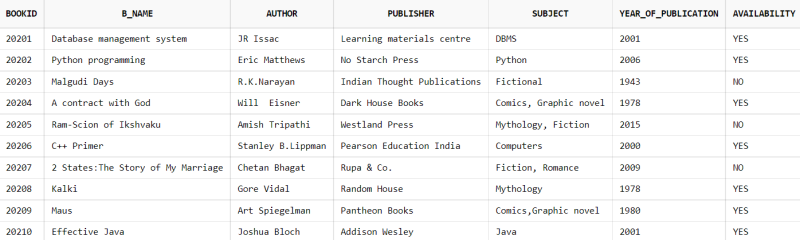 BOOKID B_NAME AUTHOR PUBLISHER SUBJECT YEAR_OF_PUBLICATION AVAILABILITY
20201 Database management system JR Issac Learning materials centre DBMS 2001 YES
20202 Python programming Eric Matthews No Starch Press Python 2006 YES
20203 Malgudi Days R.K.Narayan Indian Thought Publications Fictional 1943 NO
20204 A contract with God Will  Eisner Dark House Books Comics, Graphic novel 1978 YES
20205 Ram-Scion of Ikshvaku Amish Tripathi Westland Press Mythology, Fiction 2015 NO
20206 C++ Primer Stanley B.Lippman Pearson Education India Computers 2000 YES
20207 2 States:The Story of My Marriage Chetan Bhagat Rupa & Co. Fiction, Romance 2009 NO
20208 Kalki Gore Vidal Random House Mythology 1978 YES
20209 Maus Art Spiegelman Pantheon Books Comics,Graphic novel 1980 YES
20210 Effective Java Joshua Bloch Addison Wesley Java 2001 YES